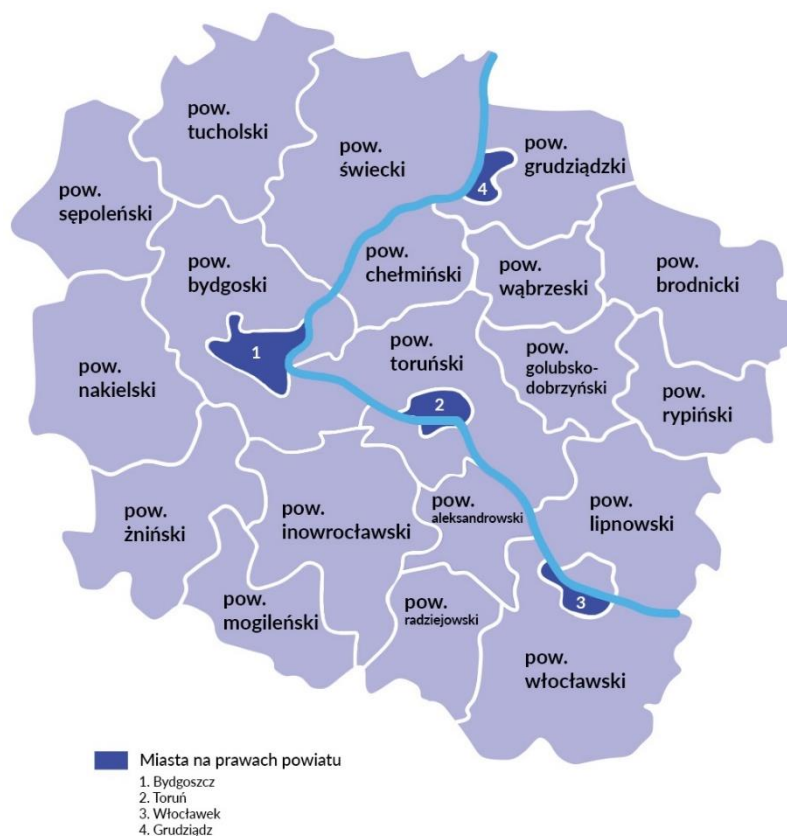 pow.
tucholski
pow.
sępoleński
pow.
świecki
pow.
grudziądzki
4
pow.
bydgoski
pow.
chełmiński
pow.
wąbrzeski
pow.
brodnicki
pow.
nakielski
1
pow.
toruński
2
pow.
golubsko-
dobrzyński
pow.
rypiński
pow.
żniński
pow.
inowrocławski
pow.
aleksandrowski
pow.
lipnowski
pow.
mogileński
pow.
radziejowski
3
pow.
włocławski
Miasta na prawach powiatu
1. Bydgoszcz
2. Toruń
3. Włocławek
4. Grudziądz